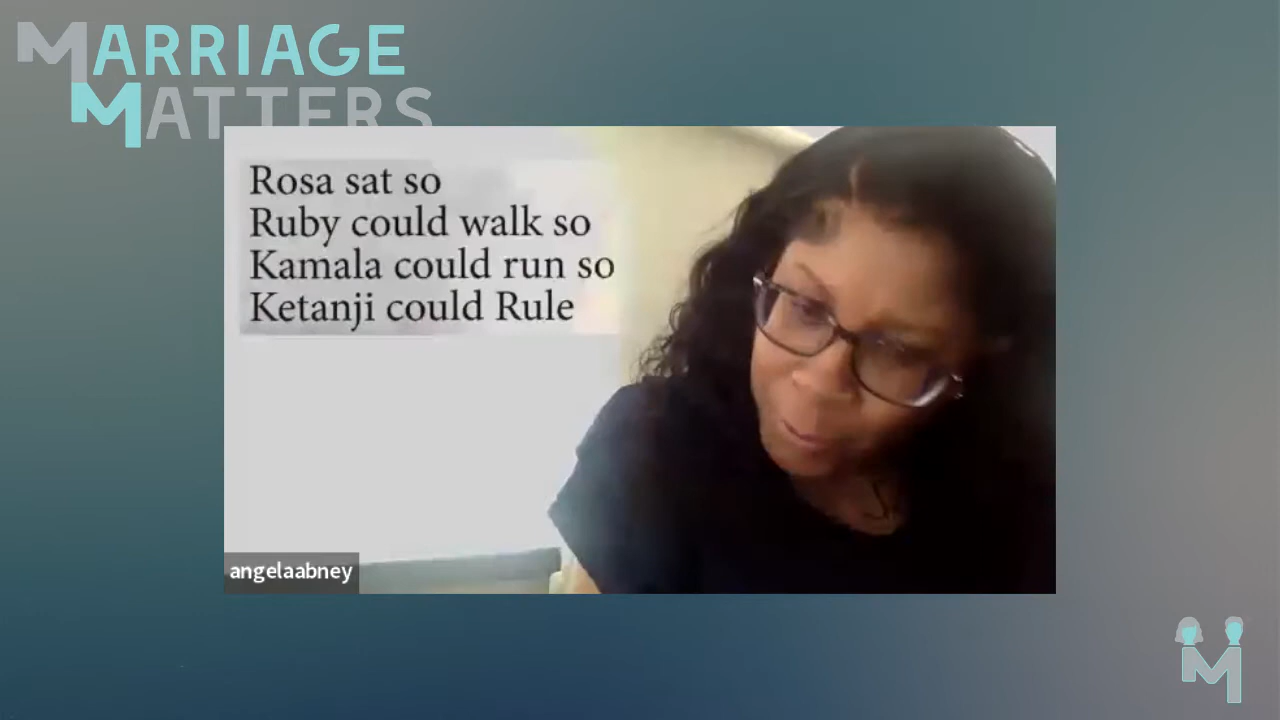 MARRIAGE
MATTERS
Rosa sat so
Ruby could walk so
Kamala could run so
Ketanji could Rule
angelaabney
M